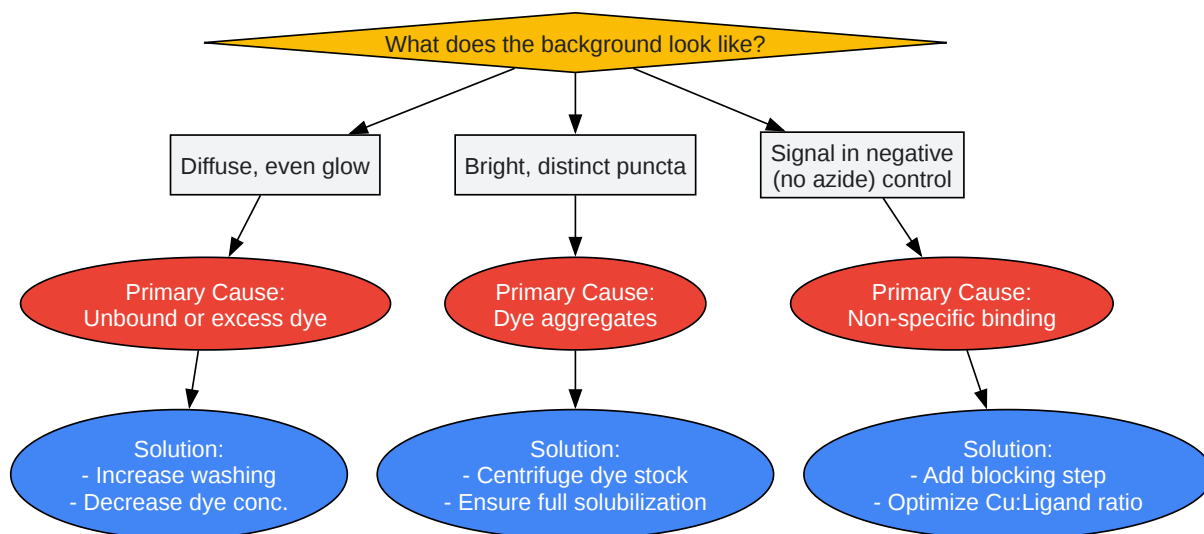 What does the background look like?
Diffuse, even glow
Bright, distinct puncta
Signal in negative
(no azide) control
Primary Cause:
Unbound or excess dye
Primary Cause:
Dye aggregates
Primary Cause:
Non-specific binding
Solution:
- Increase washing
- Decrease dye conc.
Solution:
- Centrifuge dye stock
- Ensure full solubilization
Solution:
- Add blocking step
- Optimize Cu:Ligand ratio